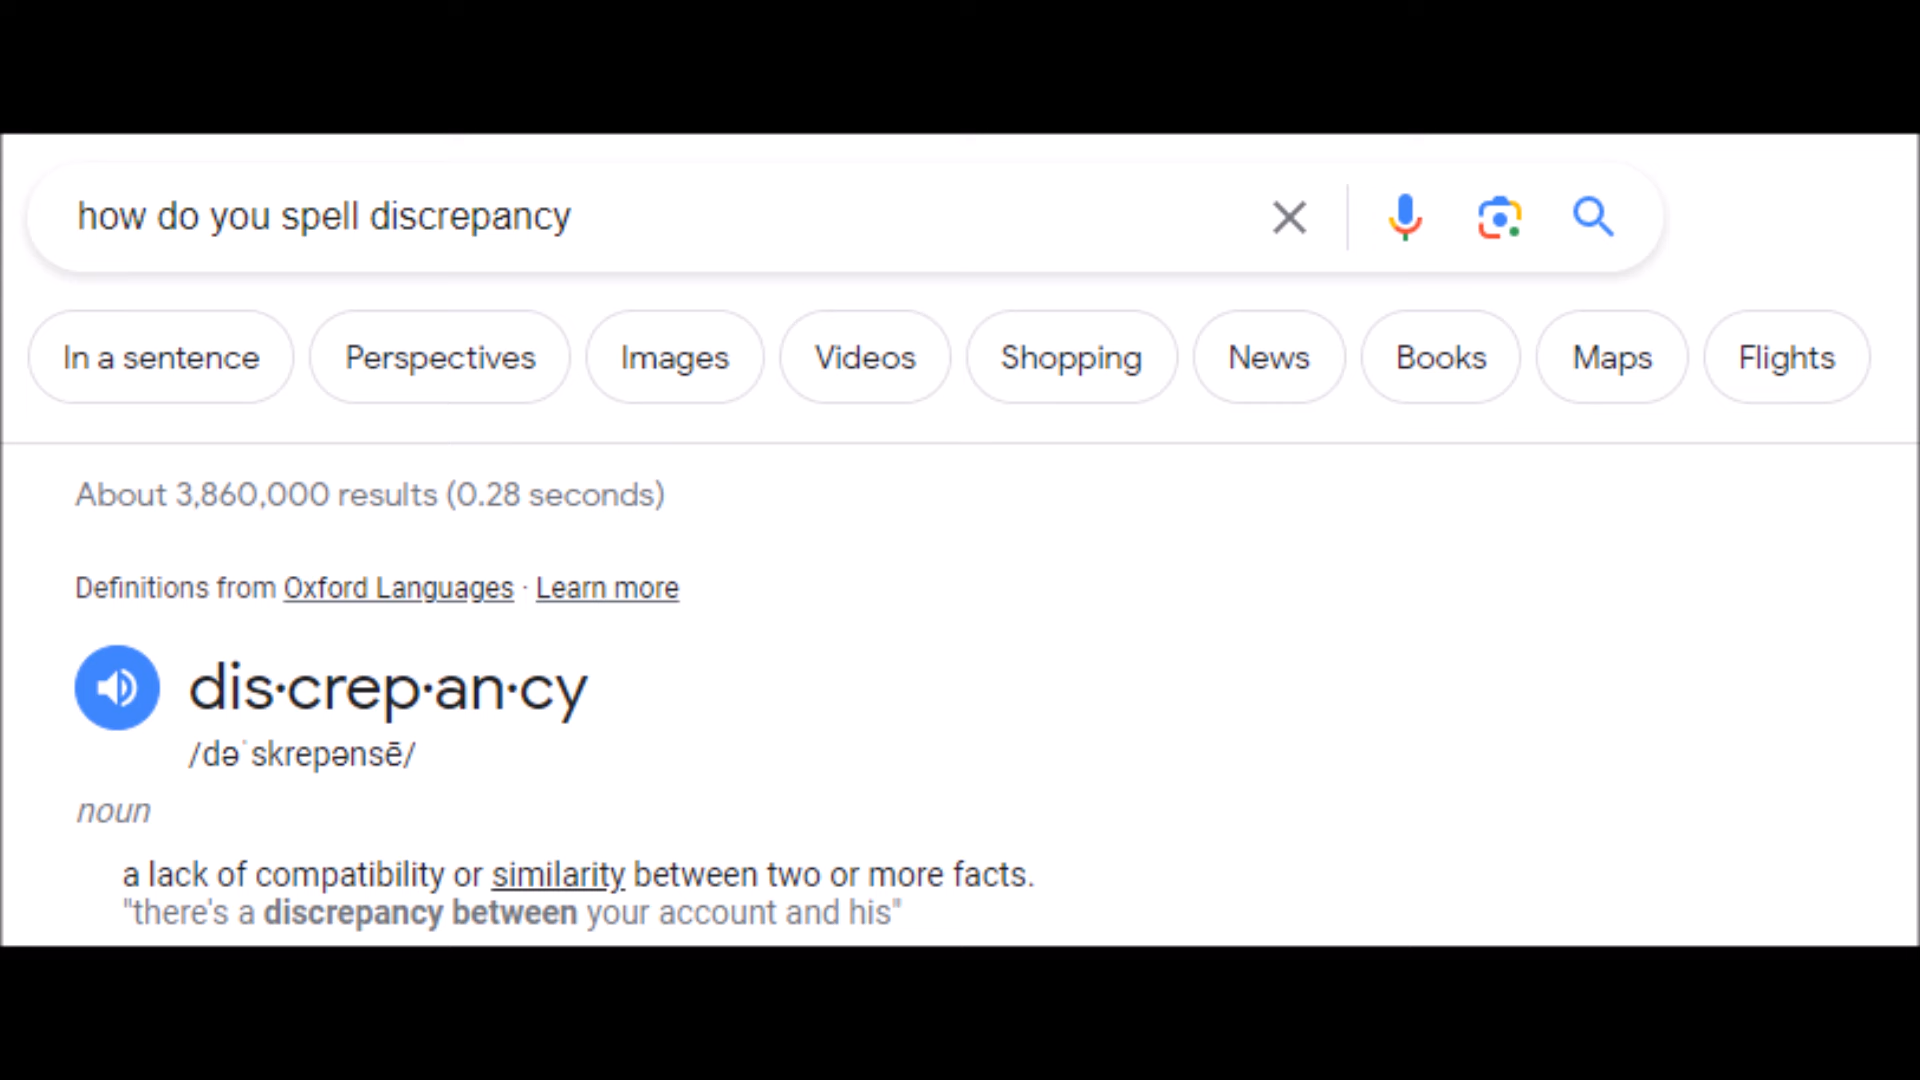 how do you spell discrepancy
In a sentence Perspectives Images Videos Shopping News Books Maps Flights
About 3,860,000 results (0.28 seconds)
Definitions from Oxford Languages · Learn more
dis·crep·an·cy
/dəˈskrepənsē/
noun
a lack of compatibility or similarity between two or more facts.
"there's a discrepancy between your account and his"